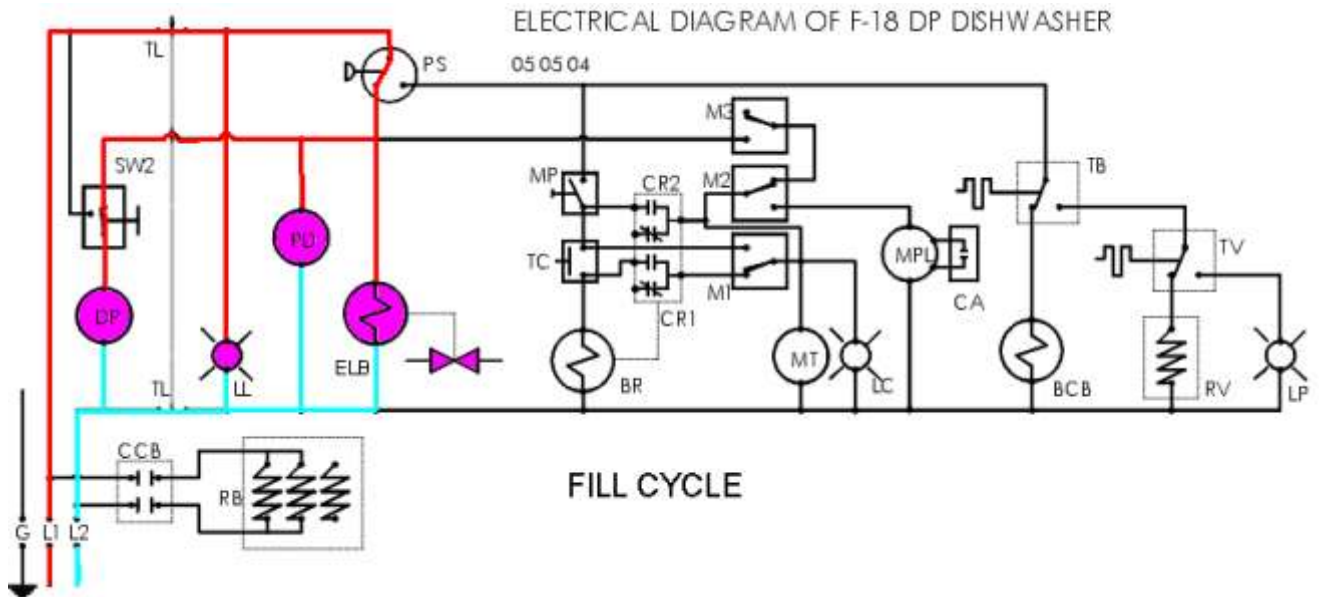 ELECTRICAL DIAGRAM OF F-18 DP DISHWASHER
TL
PS
05 05 04
M3
SW2
MP
CR2
M2
TB
PD
TC
MPL
TV
M1
CA
DP
CR1
ELB
MT
TL
LL
BR
LC
BCB
RV
LP
CCB
RB
FILL CYCLE
G L1 L2